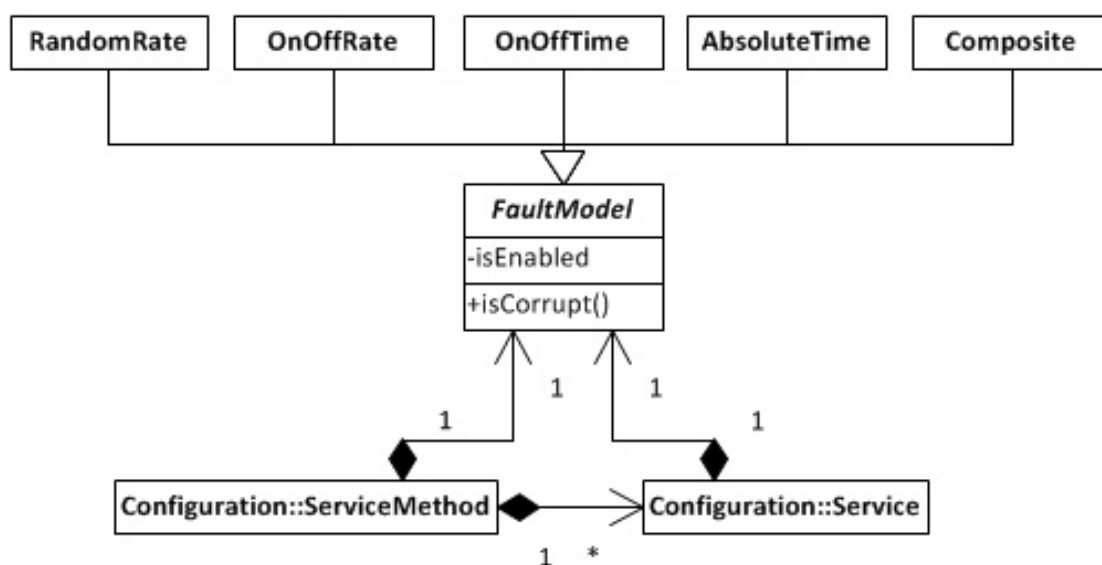 RandomRate
OnOffRate
OnOffTime
AbsoluteTime
Composite
FaultModel
-isEnabled
+isCorrupt()
1
1
1
1
Configuration::ServiceMethod
Configuration::Service
1
*